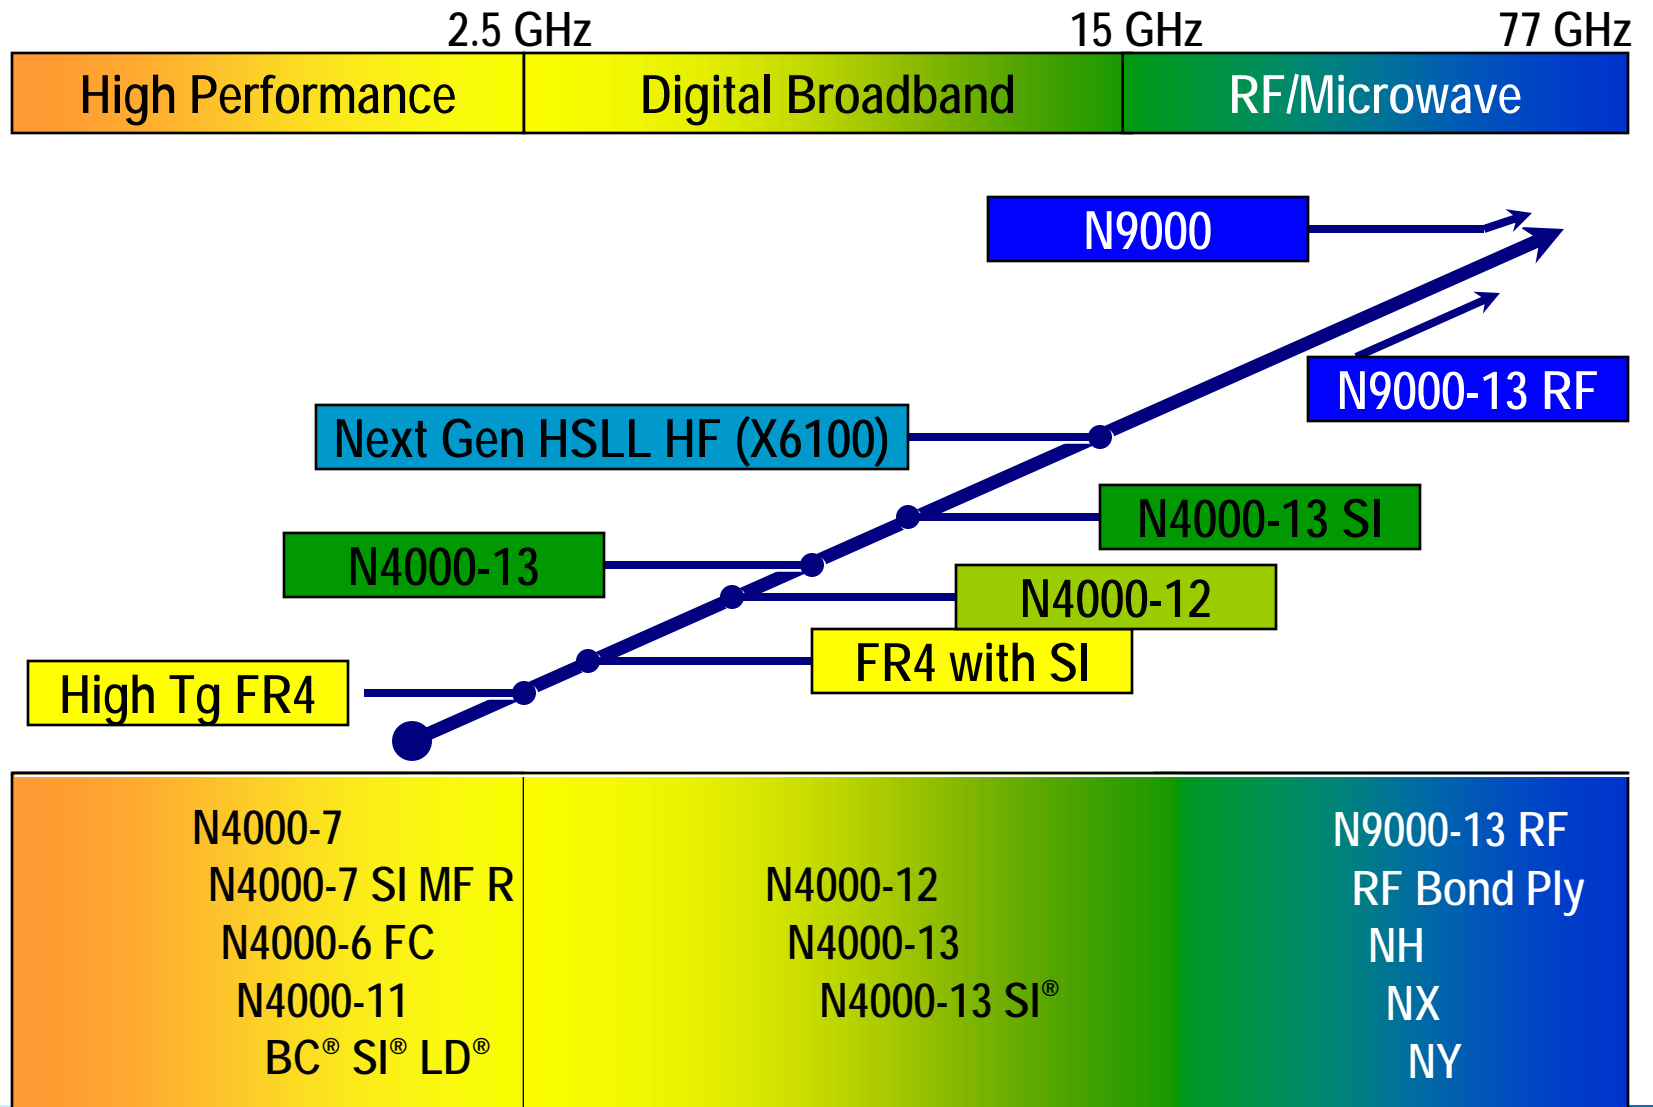 2.5 GHz
15 GHz
77 GHz
High Performance
Digital Broadband
RF/Microwave
N9000
N9000-13 RF
Next Gen HSLL HF (X6100)
N4000-13 SI
N4000-13
N4000-12
FR4 with SI
High Tg FR4
N4000-7
N4000-7 SI MF R
N4000-6 FC
N4000-11
BC® SI® LD®
N4000-12
N4000-13
N4000-13 SI®
N9000-13 RF
RF Bond Ply
NH
NX
NY